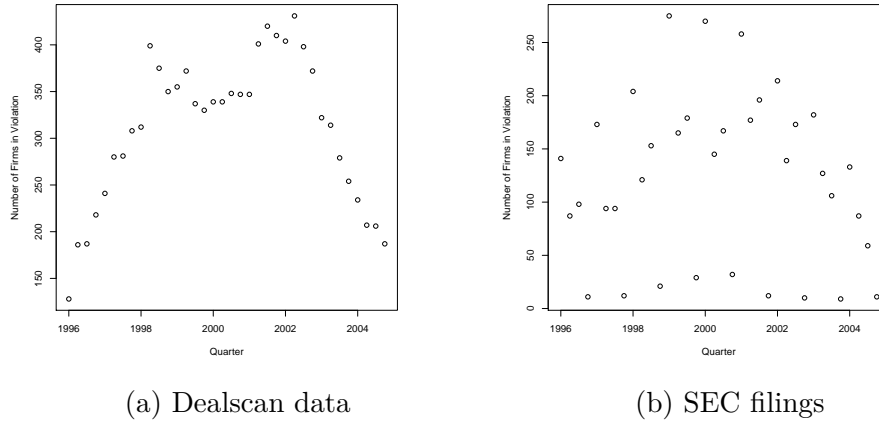 Number of Firms in Violation
400
350
300
250
200
150
1996 1998 2000 2002 2004
Quarter
(a) Dealscan data
Number of Firms in Violation
250
200
150
100
50
0
1996 1998 2000 2002 2004
Quarter
(b) SEC filings